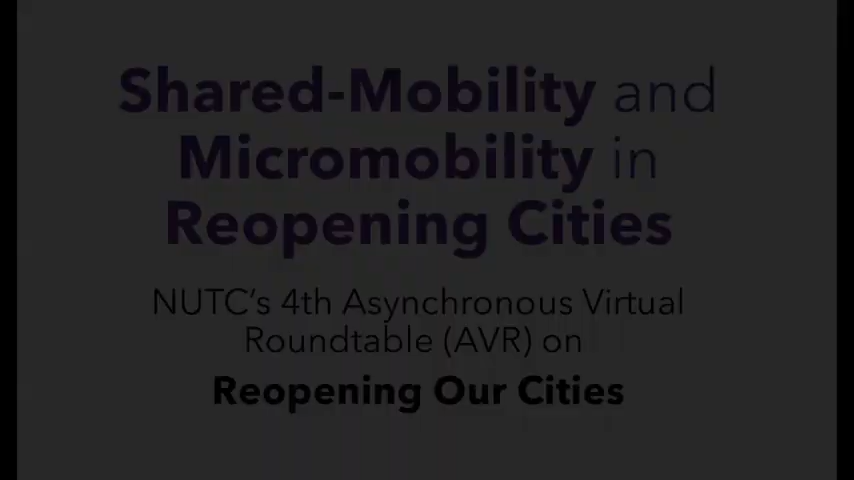 Shared-Mobility and
Micromobility in
Reopening Cities
NUTC's 4th Asynchronous Virtual
Roundtable (AVR) on
Reopening Our Cities